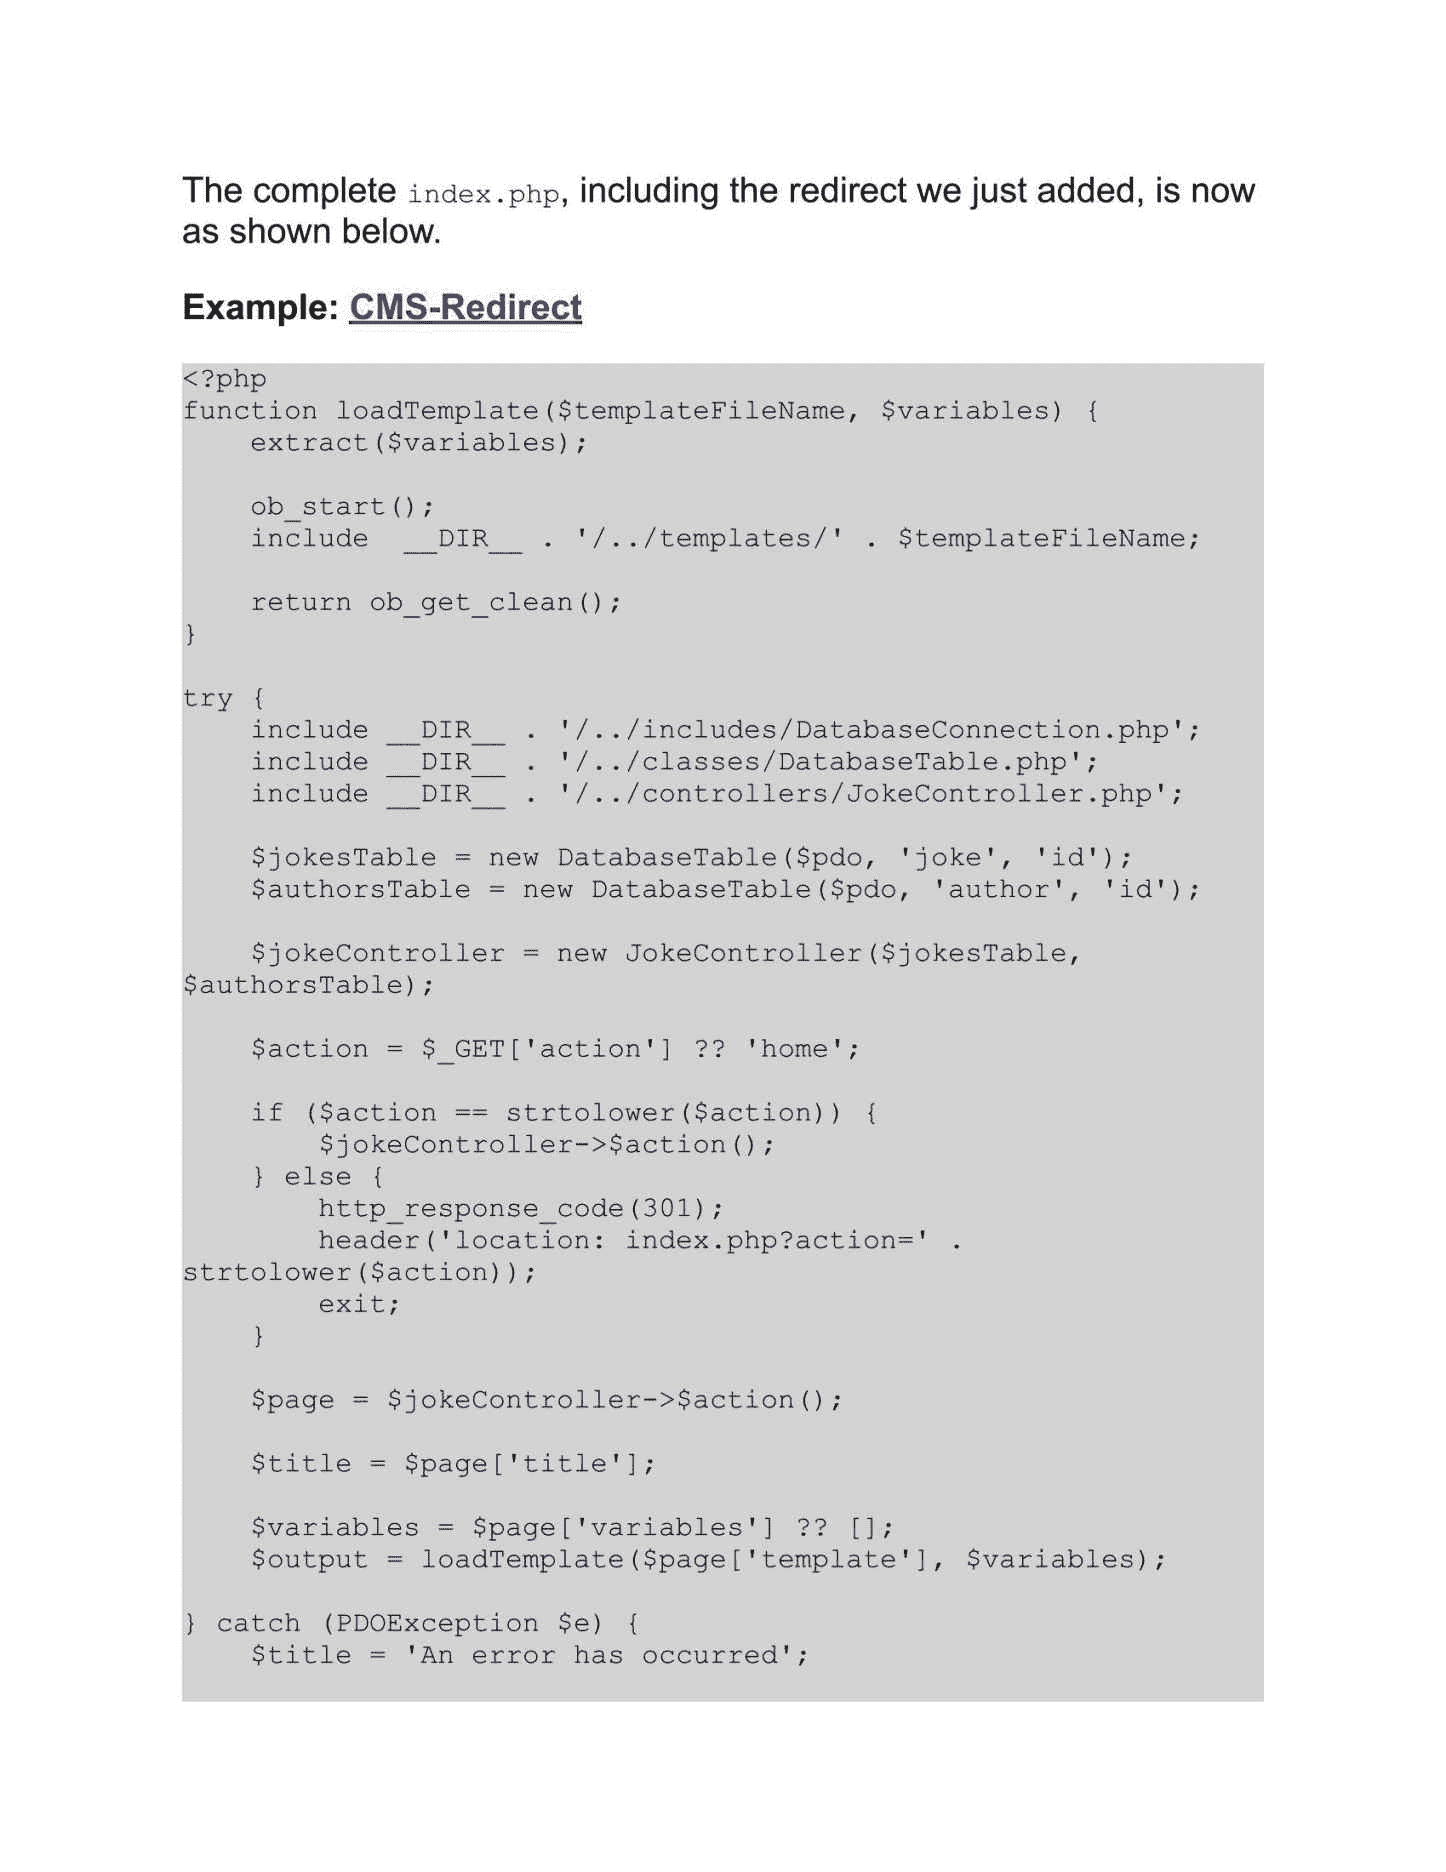 The complete index.php, including the redirect we just added, is now
as shown below.
Example: CMS-Redirect
<?php
function loadTemplate($templateFileName, $variables) {
    extract($variables);

    ob_start();
    include  __DIR__ . '/../templates/' . $templateFileName;

    return ob_get_clean();
}

try {
    include __DIR__ . '/../includes/DatabaseConnection.php';
    include __DIR__ . '/../classes/DatabaseTable.php';
    include __DIR__ . '/../controllers/JokeController.php';

    $jokesTable = new DatabaseTable($pdo, 'joke', 'id');
    $authorsTable = new DatabaseTable($pdo, 'author', 'id');

    $jokeController = new JokeController($jokesTable,
$authorsTable);

    $action = $_GET['action'] ?? 'home';

    if ($action == strtolower($action)) {
        $jokeController->$action();
    } else {
        http_response_code(301);
        header('location: index.php?action=' .
strtolower($action));
        exit;
    }

    $page = $jokeController->$action();

    $title = $page['title'];

    $variables = $page['variables'] ?? [];
    $output = loadTemplate($page['template'], $variables);

} catch (PDOException $e) {
    $title = 'An error has occurred';